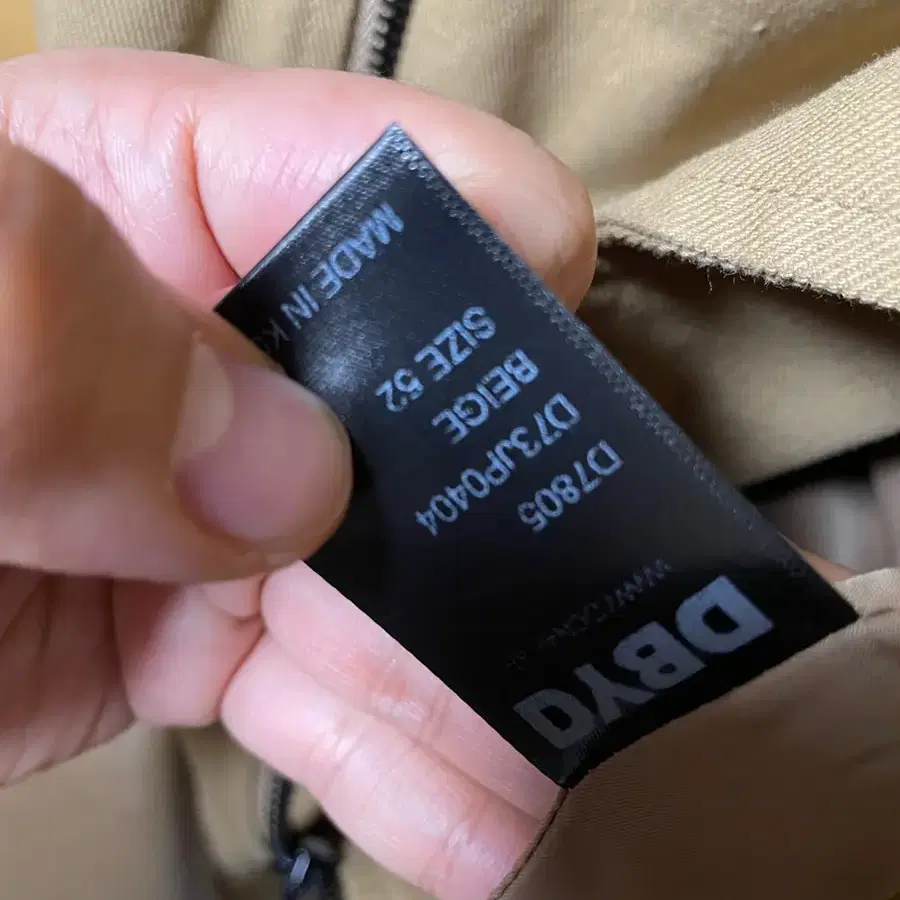 DBYD
D7805
D73JP0404
BEIGE
SIZE 52
MADE IN K